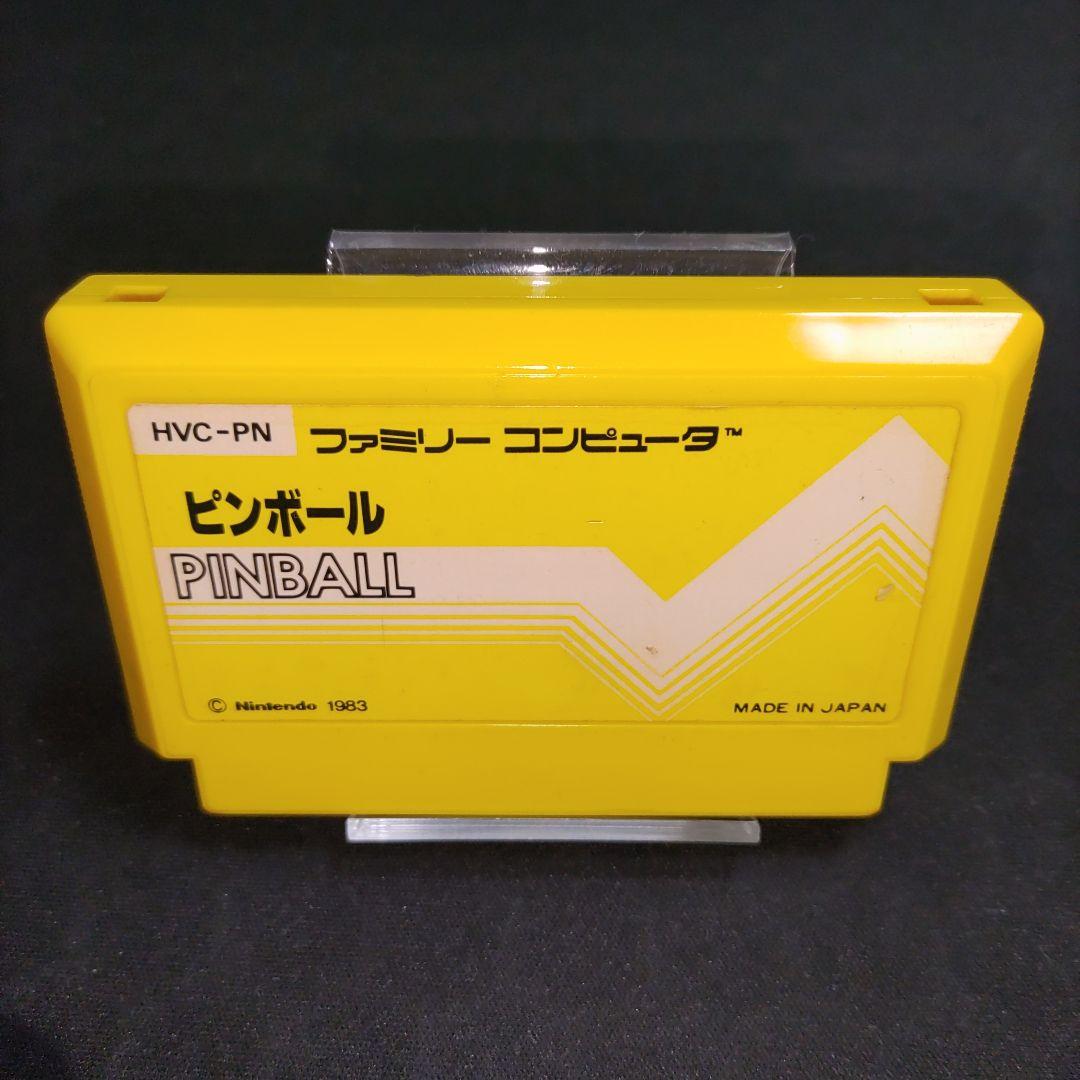 HVC-PN
ファミリー コンピュータ™
ピンボール
PINBALL
© Nintendo 1983
MADE IN JAPAN